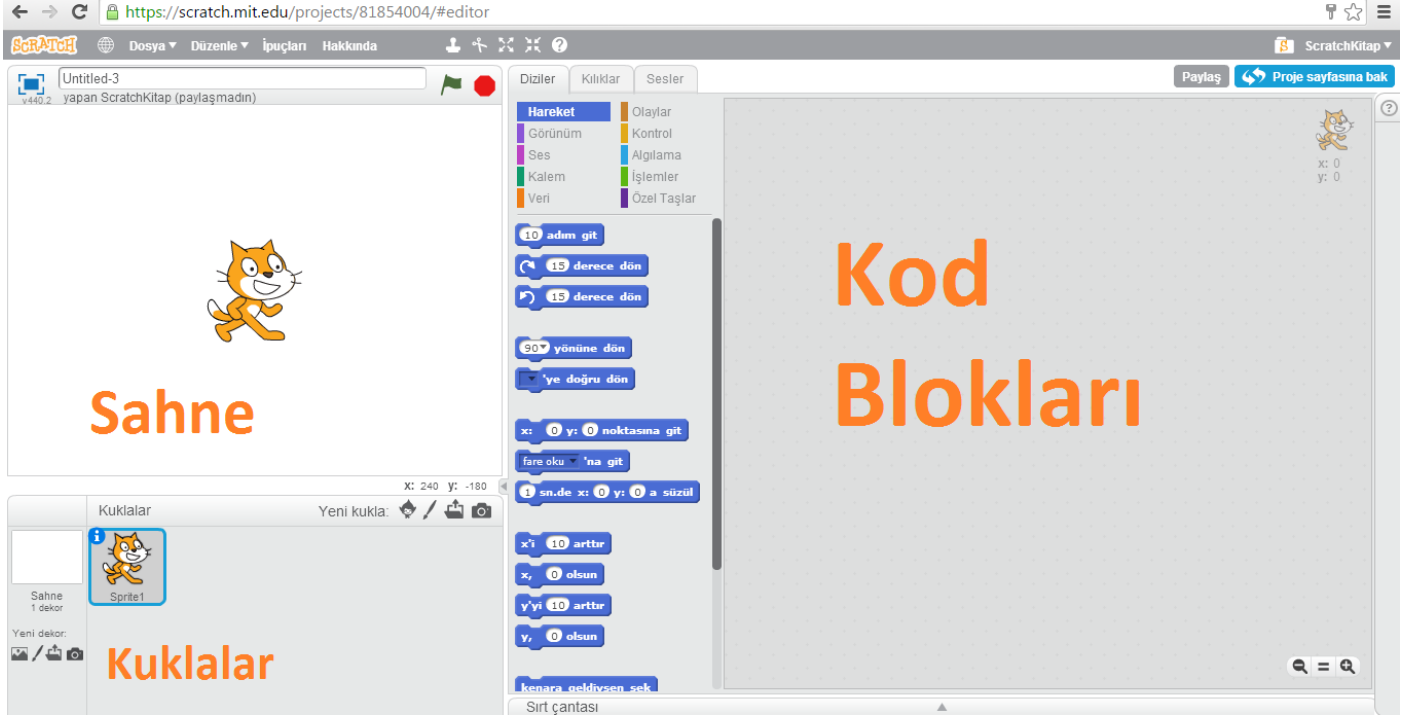 https://scratch.mit.edu/projects/81854004/#editor
SCRATCH Dosya Düzenle İpuçları Hakkında ScratchKitap
Untitled-3
v440.2 yapan ScratchKitap (paylaşmadın)
Diziler Kılıklar Sesler
Paylaş Proje sayfasına bak
Hareket Olaylar
Görünüm Kontrol
Ses Algılama
Kalem İşlemler
Veri Özel Taşlar
10 adım git
15 derece dön
15 derece dön
90 yönüne dön
'ye doğru dön
x: 0 y: 0 noktasına git
fare oku 'na git
1 sn.de x: 0 y: 0 a süzül
x'i 10 arttır
x, 0 olsun
y'yi 10 arttır
y, 0 olsun
kenara geldiysen sek
Sırt çantası
x: 0
y: 0
Kod
Blokları
Sahne
x: 240 y: -180
Kuklalar Yeni kukla:
Sahne
1 dekor
Sprite1
Yeni dekor:
Kuklalar